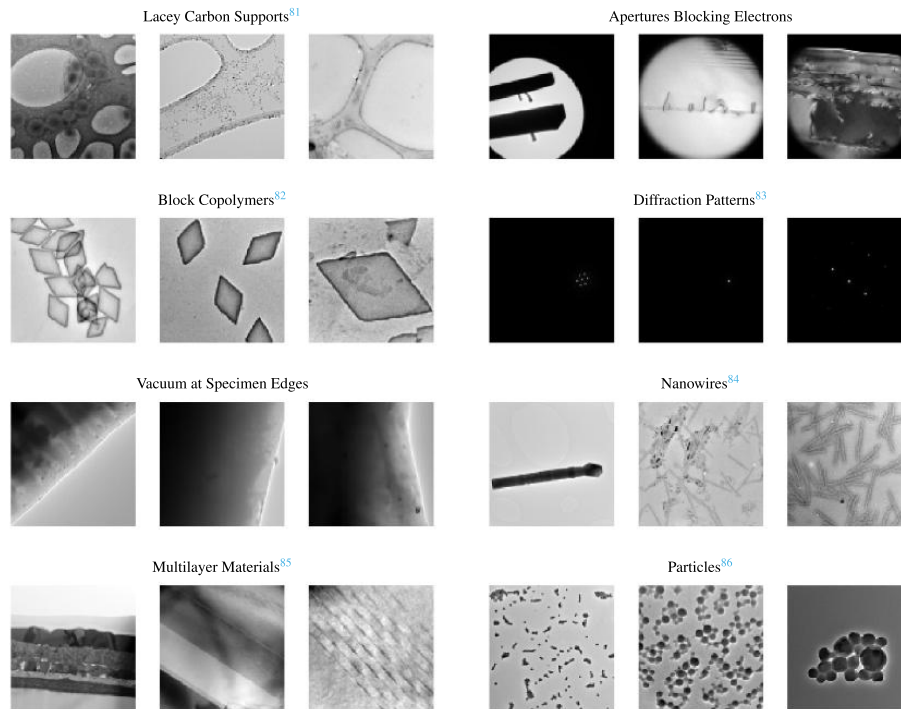 Lacey Carbon Supports81
Apertures Blocking Electrons
Block Copolymers82
Diffraction Patterns83
Vacuum at Specimen Edges
Nanowires84
Multilayer Materials85
Particles86